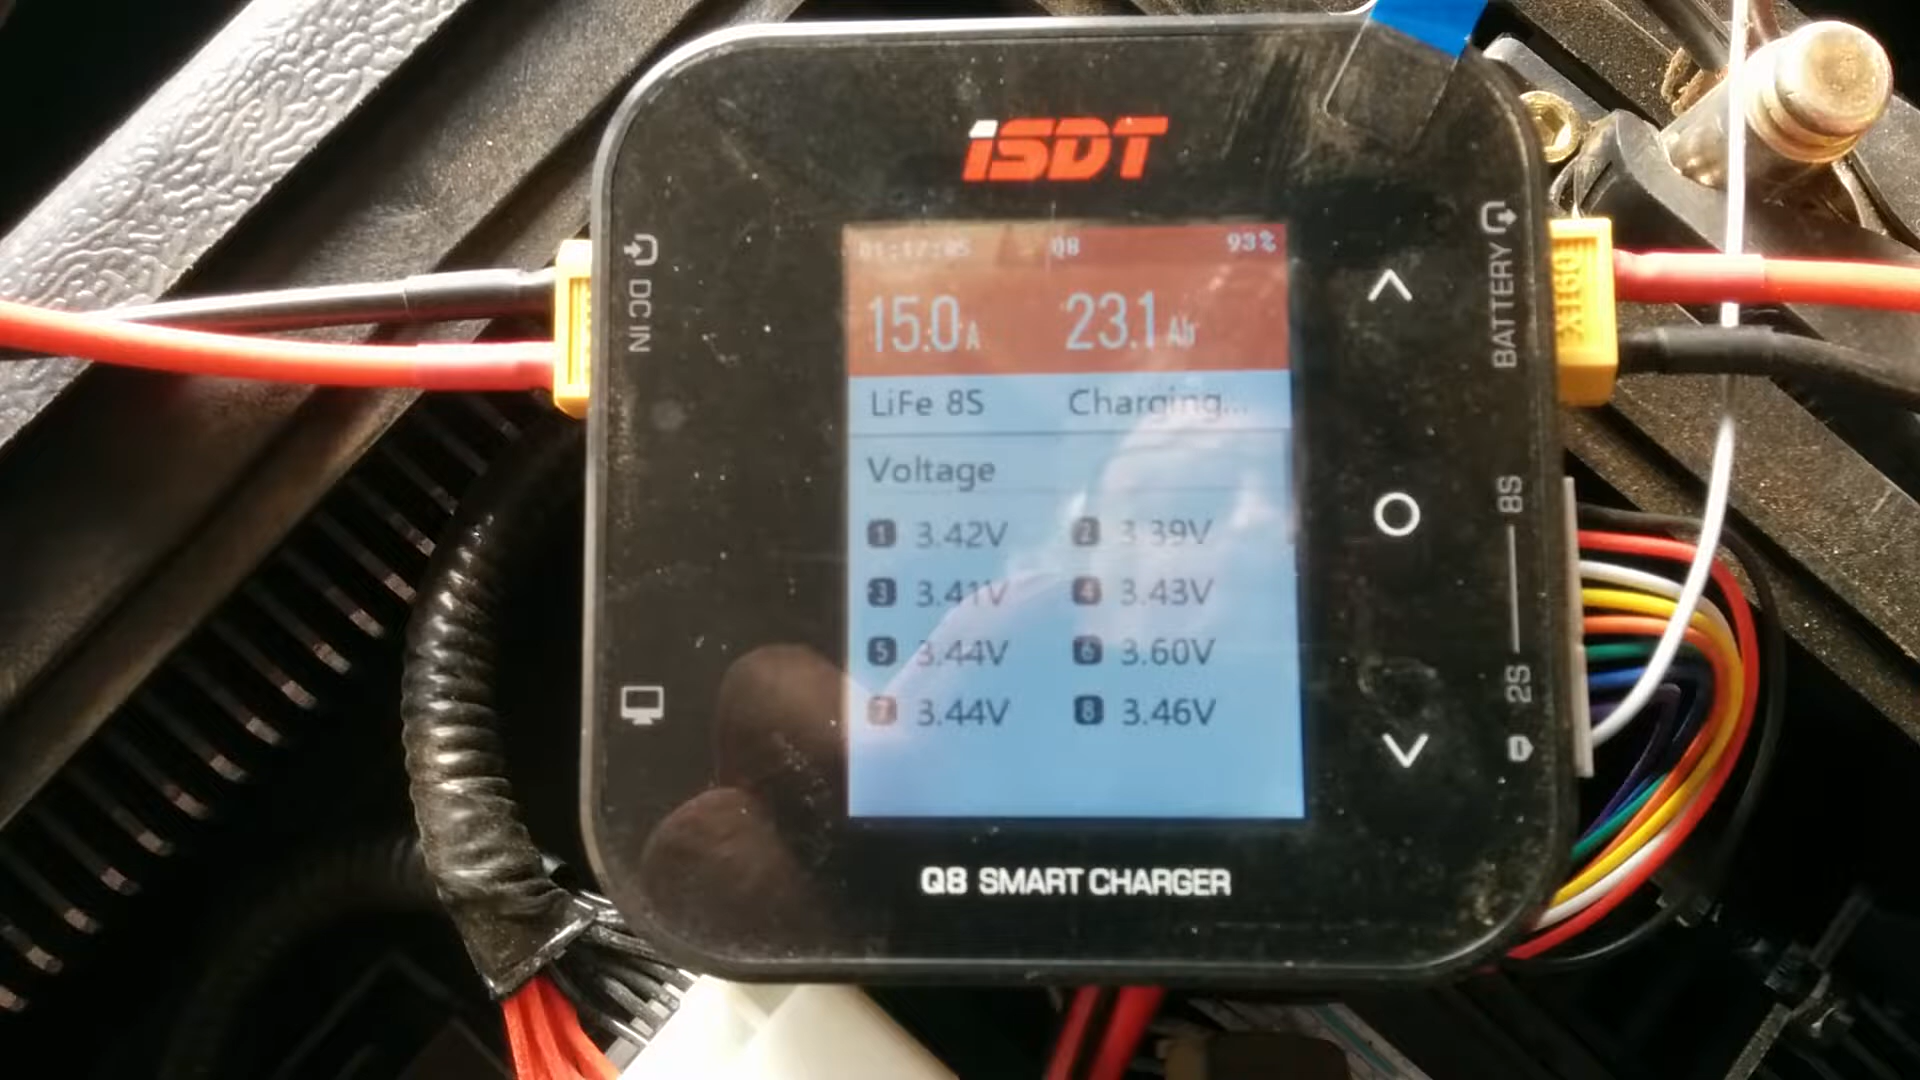 iSDT
Q8 93%
15.0A 23.1Ah
LiFe 8S Charging...
Voltage
1 3.42V 2 3.39V
3 3.41V 4 3.43V
5 3.44V 6 3.60V
7 3.44V 8 3.46V
DC IN
BATTERY
8S
2S
Q8 SMART CHARGER